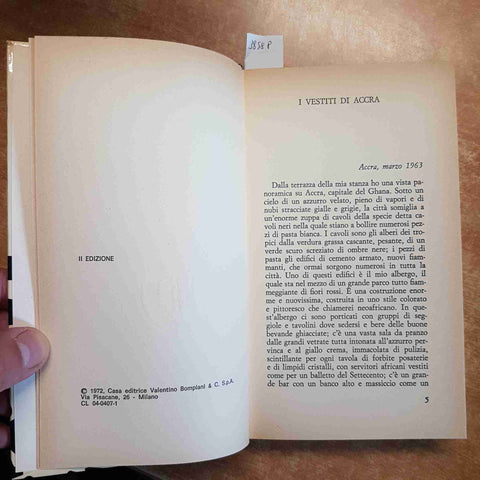 3858 P
II EDIZIONE
© 1972, Casa editrice Valentino Bompiani & C. S.p.A.
Via Pisacane, 26 - Milano
CL 04-0407-1
I VESTITI DI ACCRA
Accra, marzo 1963
Dalla terrazza della mia stanza ho una vista pa-
noramica su Accra, capitale del Ghana. Sotto un
cielo di un azzurro velato, pieno di vapori e di
nubi stracciate gialle e grigie, la città somiglia a
un'enorme zuppa di cavoli della specie detta ca-
voli neri nella quale stiano a bollire numerosi pez-
zi di pasta bianca. I cavoli sono gli alberi dei tro-
pici dalla verdura grassa cascante, pesante, di un
verde scuro screziato di ombre nere; i pezzi di
pasta gli edifici di cemento armato, nuovi fiam-
manti, che ormai sorgono numerosi in tutta la
città. Uno di questi edifici è il mio albergo, il
quale sta nel mezzo di un grande parco tutto fiam-
meggiante di fiori rossi. È una costruzione enor-
me e nuovissima, costruita in uno stile colorato
e pittoresco che chiamerei neoafricano. In que-
st'albergo ci sono porticati con gruppi di seg-
giole e tavolini dove sedersi e bere delle buone
bevande ghiacciate; c'è una vasta sala da pranzo
dalle grandi vetrate tutta intonata all'azzurro per-
vinca e al giallo crema, immacolata di pulizia,
scintillante per ogni tavola di forbite posaterie
e di limpidi cristalli, con servitori africani vestiti
come per un balletto del Settecento; c'è un gran-
de bar con un banco alto e massiccio come un
5